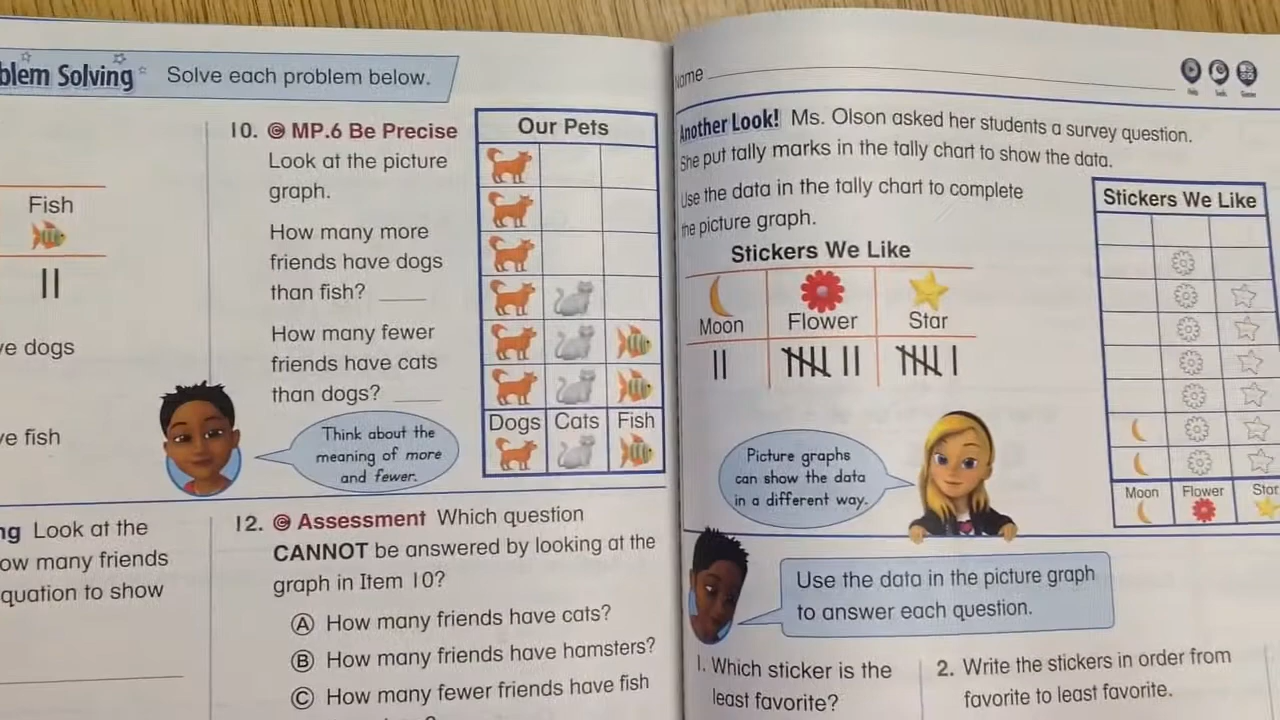 blem Solving Solve each problem below.
Fish
ve dogs
ve fish
10. MP.6 Be Precise
Look at the picture
graph.
How many more
friends have dogs
than fish? ____
How many fewer
friends have cats
than dogs? ____
Our Pets
Dogs Cats Fish
Think about the
meaning of more
and fewer.
ng Look at the
ow many friends
quation to show
12. Assessment Which question
CANNOT be answered by looking at the
graph in Item 10?
A How many friends have cats?
B How many friends have hamsters?
C How many fewer friends have fish
Name
Another Look! Ms. Olson asked her students a survey question.
She put tally marks in the tally chart to show the data.
Use the data in the tally chart to complete
the picture graph.
Stickers We Like
Moon Flower Star
Picture graphs
can show the data
in a different way.
Stickers We Like
Moon Flower Star
Use the data in the picture graph
to answer each question.
1. Which sticker is the
least favorite?
2. Write the stickers in order from
favorite to least favorite.